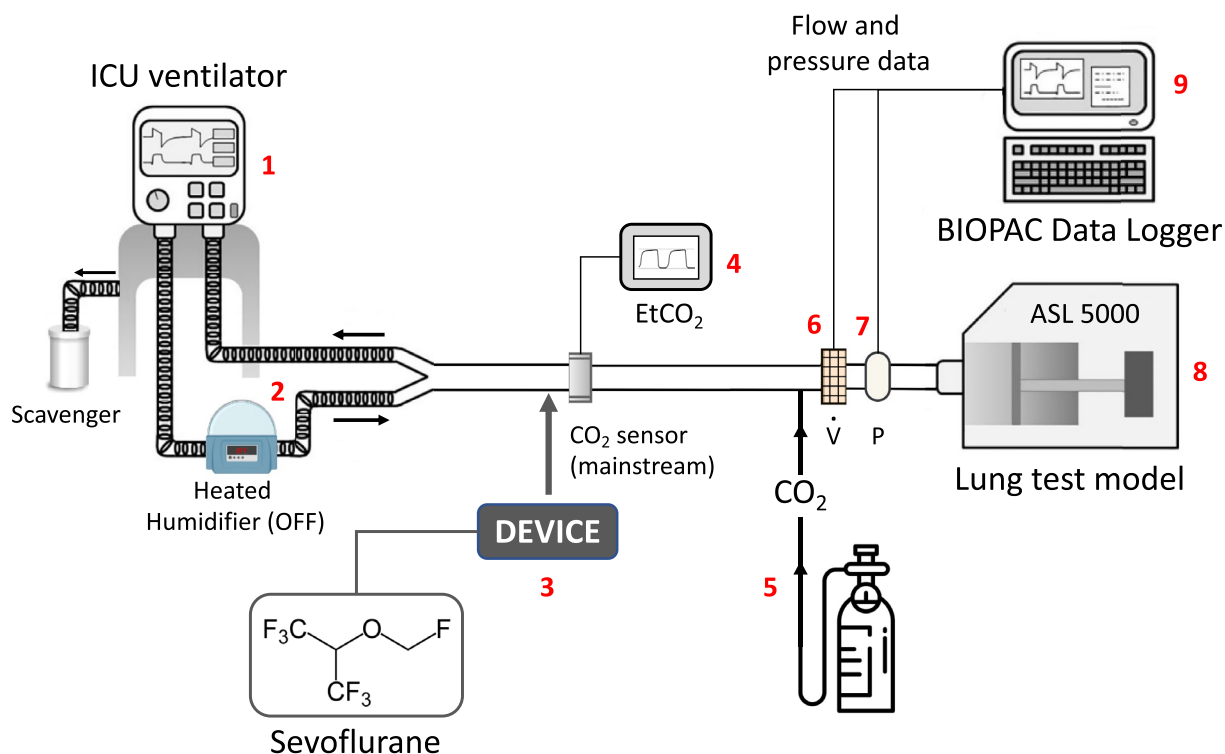 Flow and
pressure data
ICU ventilator
9
1
BIOPAC Data Logger
4
EtCO₂
6
7
ASL 5000
8
2
Scavenger
CO₂ sensor
(mainstream)
V̇
P
Lung test model
Heated
Humidifier (OFF)
CO₂
DEVICE
3
5
F₃C
O
F
CF₃
Sevoflurane